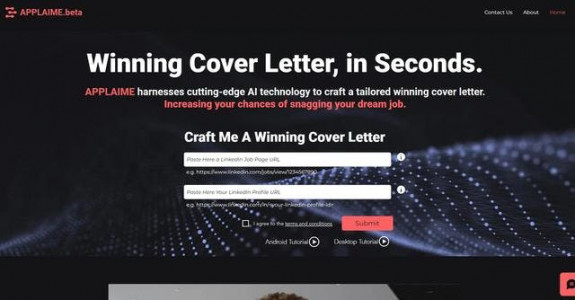 APPLAIME.beta
Contact Us About Home
Winning Cover Letter, in Seconds.
APPLAIME harnesses cutting-edge AI technology to craft a tailored winning cover letter.
Increasing your chances of snagging your dream job.
Craft Me A Winning Cover Letter
Paste Here a LinkedIn Job Page URL
e.g. https://www.linkedin.com/jobs/view/1234567890
Paste Here Your LinkedIn Profile URL
e.g. https://www.linkedin.com/in/<your-linkedin-profile-id>
I agree to the terms and conditions
Submit
Android Tutorial Desktop Tutorial